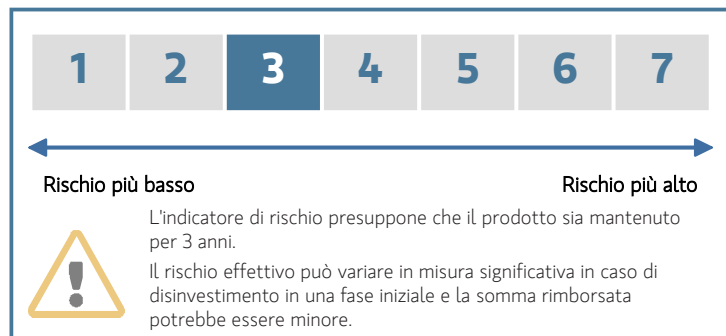 1 2 3 4 5 6 7
Rischio più basso Rischio più alto
L'indicatore di rischio presuppone che il prodotto sia mantenuto
per 3 anni.
Il rischio effettivo può variare in misura significativa in caso di
disinvestimento in una fase iniziale e la somma rimborsata
potrebbe essere minore.